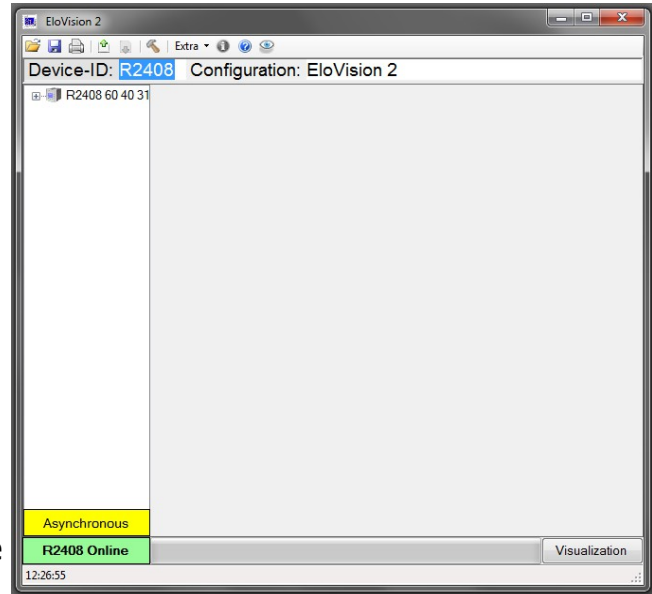 EloVision 2
Extra
Device-ID: R2408 Configuration: EloVision 2
R2408 60 40 31
Asynchronous
R2408 Online
Visualization
12:26:55